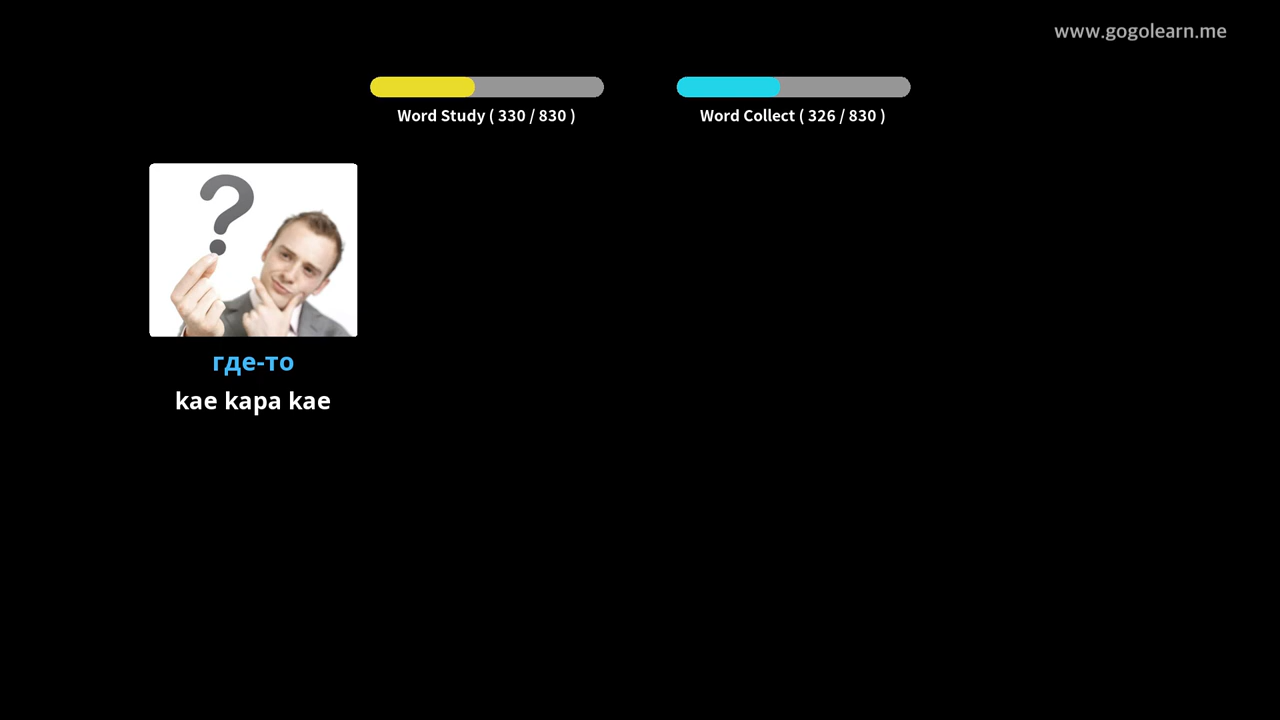 www.gogolearn.me
Word Study ( 330 / 830 )
Word Collect ( 326 / 830 )
?
где-то
kae kapa kae